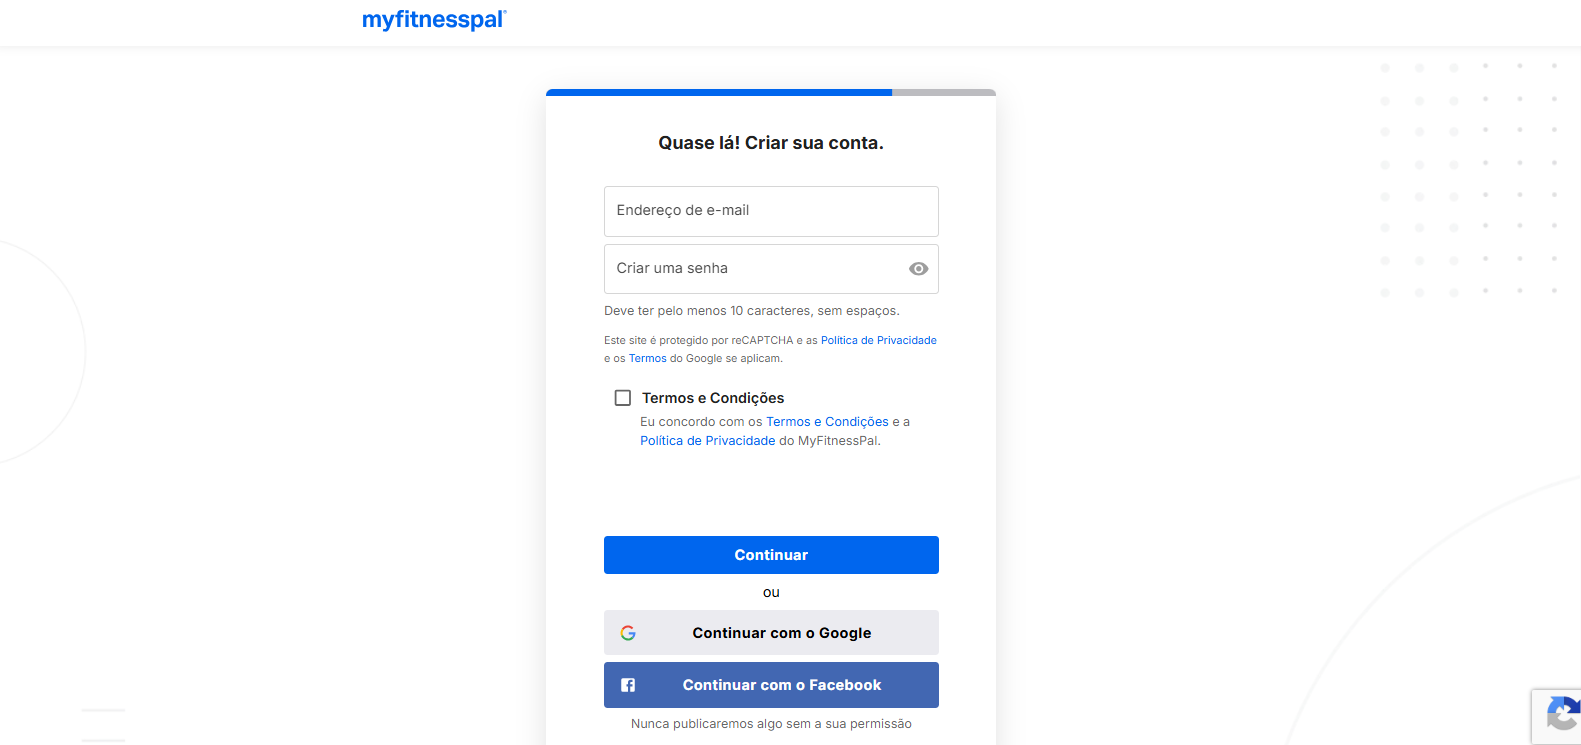 myfitnesspal
Quase lá! Criar sua conta.
Endereço de e-mail
Criar uma senha
Deve ter pelo menos 10 caracteres, sem espaços.
Este site é protegido por reCAPTCHA e as Política de Privacidade
e os Termos do Google se aplicam.
Termos e Condições
Eu concordo com os Termos e Condições e a
Política de Privacidade do MyFitnessPal.
Continuar
ou
Continuar com o Google
Continuar com o Facebook
Nunca publicaremos algo sem a sua permissão